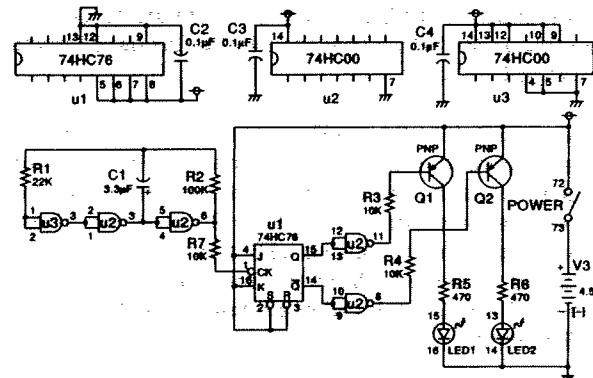 13 12 9
74HC76
5 6 7 8
u1
C2
0.1µF
C3
0.1µF
14
74HC00
7
u2
C4
0.1µF
14 13 12 10 9
74HC00
4 5 7
u3
R1
22K
C1
3.3µF
R2
100K
1 u3 3
2
2 u2 3
1
5 u2 6
4
R7
10K
u1
74HC76
4 J Q 15
1 CK
16 K Q 14
S R
2 3
12 u2 11
13
10 u2 8
9
R3
10K
R4
10K
PNP
Q1
PNP
Q2
R5
470
R6
470
15
16 LED1
13
14 LED2
72
POWER
73
V3
+
4.5